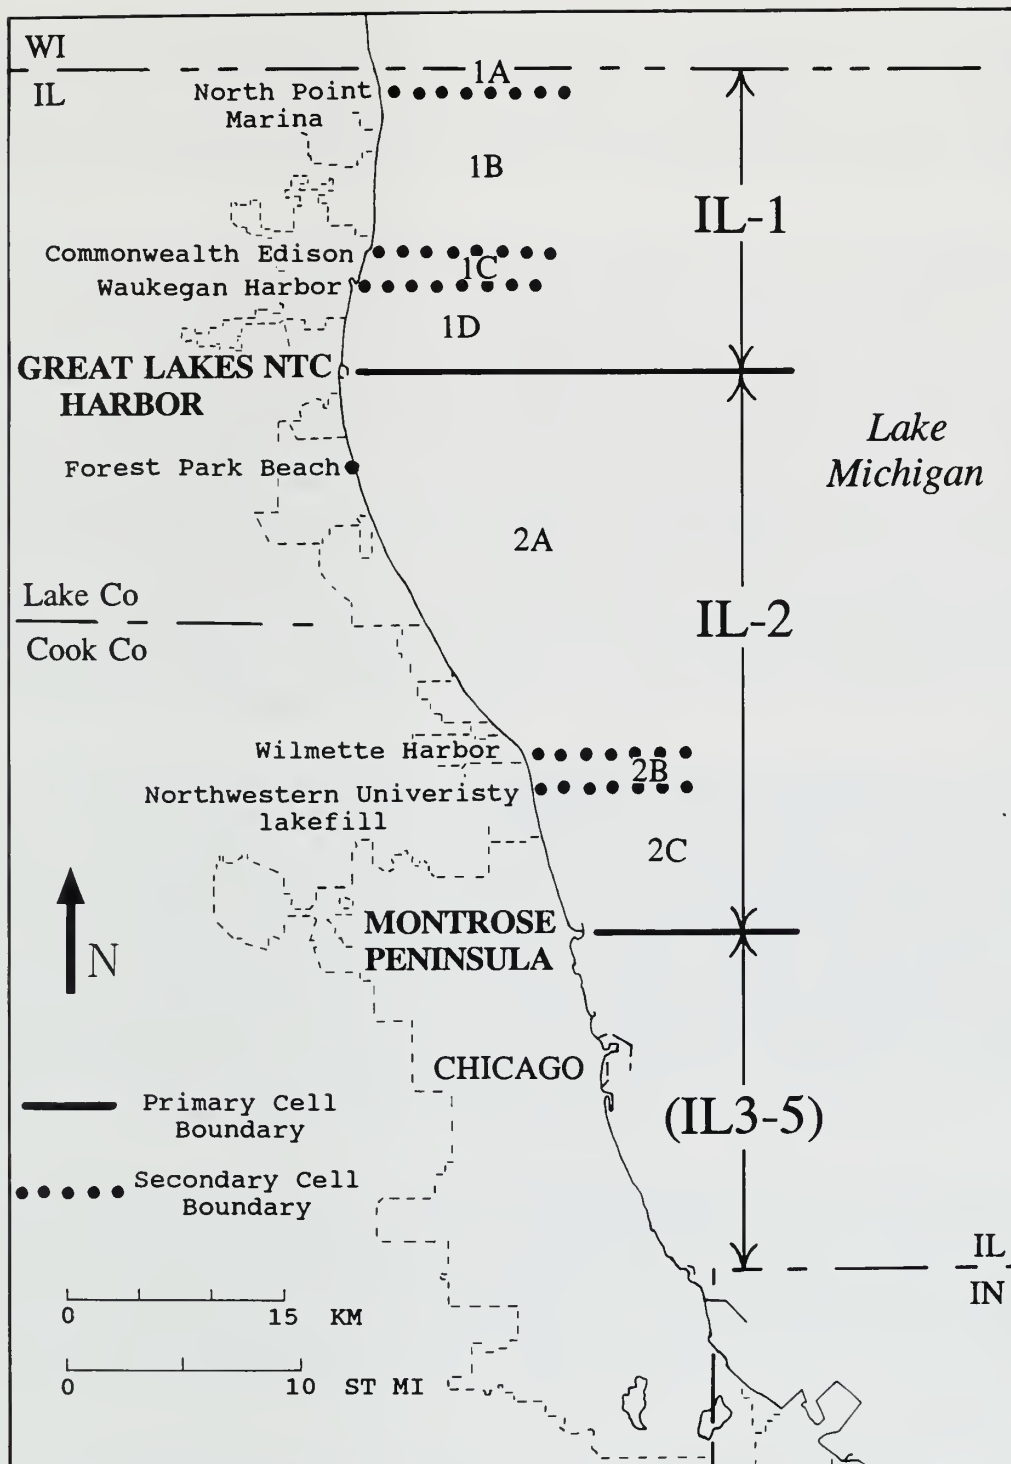 WI
1A
IL
North Point
Marina
1B
IL-1
Commonwealth Edison
1C
Waukegan Harbor
1D
GREAT LAKES NTC
HARBOR
Lake
Michigan
Forest Park Beach
2A
Lake Co
IL-2
Cook Co
Wilmette Harbor
2B
Northwestern Univeristy
lakefill
2C
MONTROSE
PENINSULA
N
CHICAGO
Primary Cell
Boundary
(IL3-5)
Secondary Cell
Boundary
IL
IN
0 15 KM
0 10 ST MI